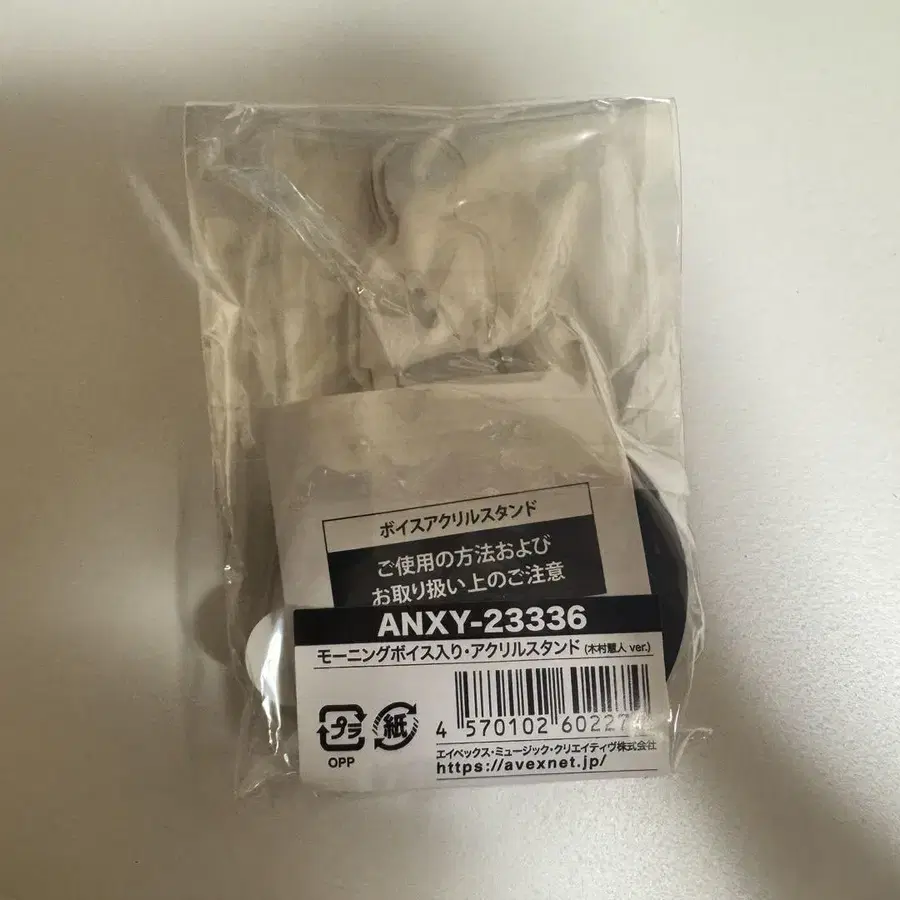 ボイスアクリルスタンド
ご使用の方法および
お取り扱い上のご注意
ANXY-23336
モーニングボイス入り・アクリルスタンド (木村慧人 ver.)
プラ 紙
OPP
4 570102 60227
エイベックス・ミュージック・クリエイティヴ株式会社
https://avexnet.jp/